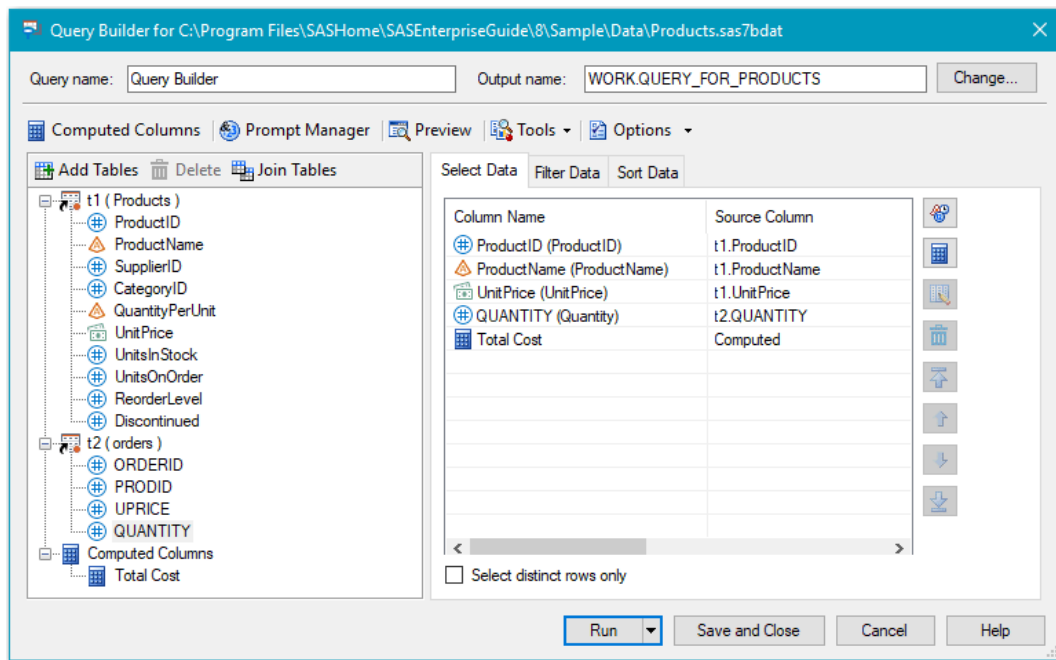 Query Builder for C:\Program Files\SASHome\SASEnterpriseGuide\8\Sample\Data\Products.sas7bdat
Query name: Query Builder Output name: WORK.QUERY_FOR_PRODUCTS Change...
Computed Columns Prompt Manager Preview Tools Options
Add Tables Delete Join Tables
t1 ( Products )
ProductID
ProductName
SupplierID
CategoryID
QuantityPerUnit
UnitPrice
UnitsInStock
UnitsOnOrder
ReorderLevel
Discontinued
t2 ( orders )
ORDERID
PRODID
UPRICE
QUANTITY
Computed Columns
Total Cost
Select Data Filter Data Sort Data
Column Name Source Column
ProductID (ProductID) t1.ProductID
ProductName (ProductName) t1.ProductName
UnitPrice (UnitPrice) t1.UnitPrice
QUANTITY (Quantity) t2.QUANTITY
Total Cost Computed
Select distinct rows only
Run Save and Close Cancel Help